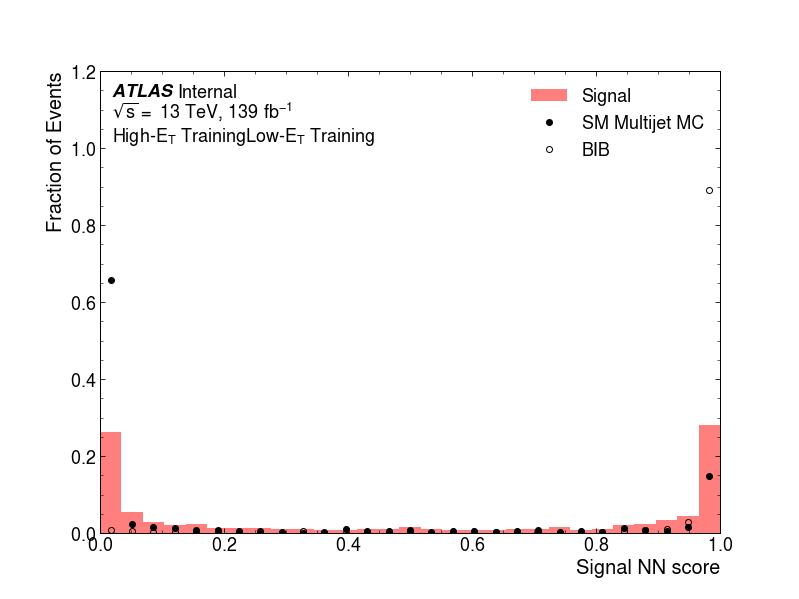 ATLAS Internal
√s = 13 TeV, 139 fb⁻¹
High-E_T TrainingLow-E_T Training
Signal
SM Multijet MC
BIB
Fraction of Events
1.2
1.0
0.8
0.6
0.4
0.2
0.0
0.0 0.2 0.4 0.6 0.8 1.0
Signal NN score